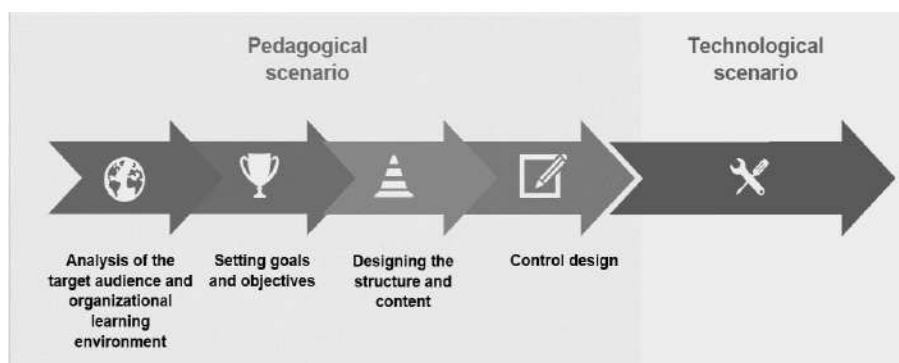 Pedagogical
scenario
Technological
scenario
Analysis of the
target audience and
organizational
learning
environment
Setting goals
and objectives
Designing the
structure and
content
Control design